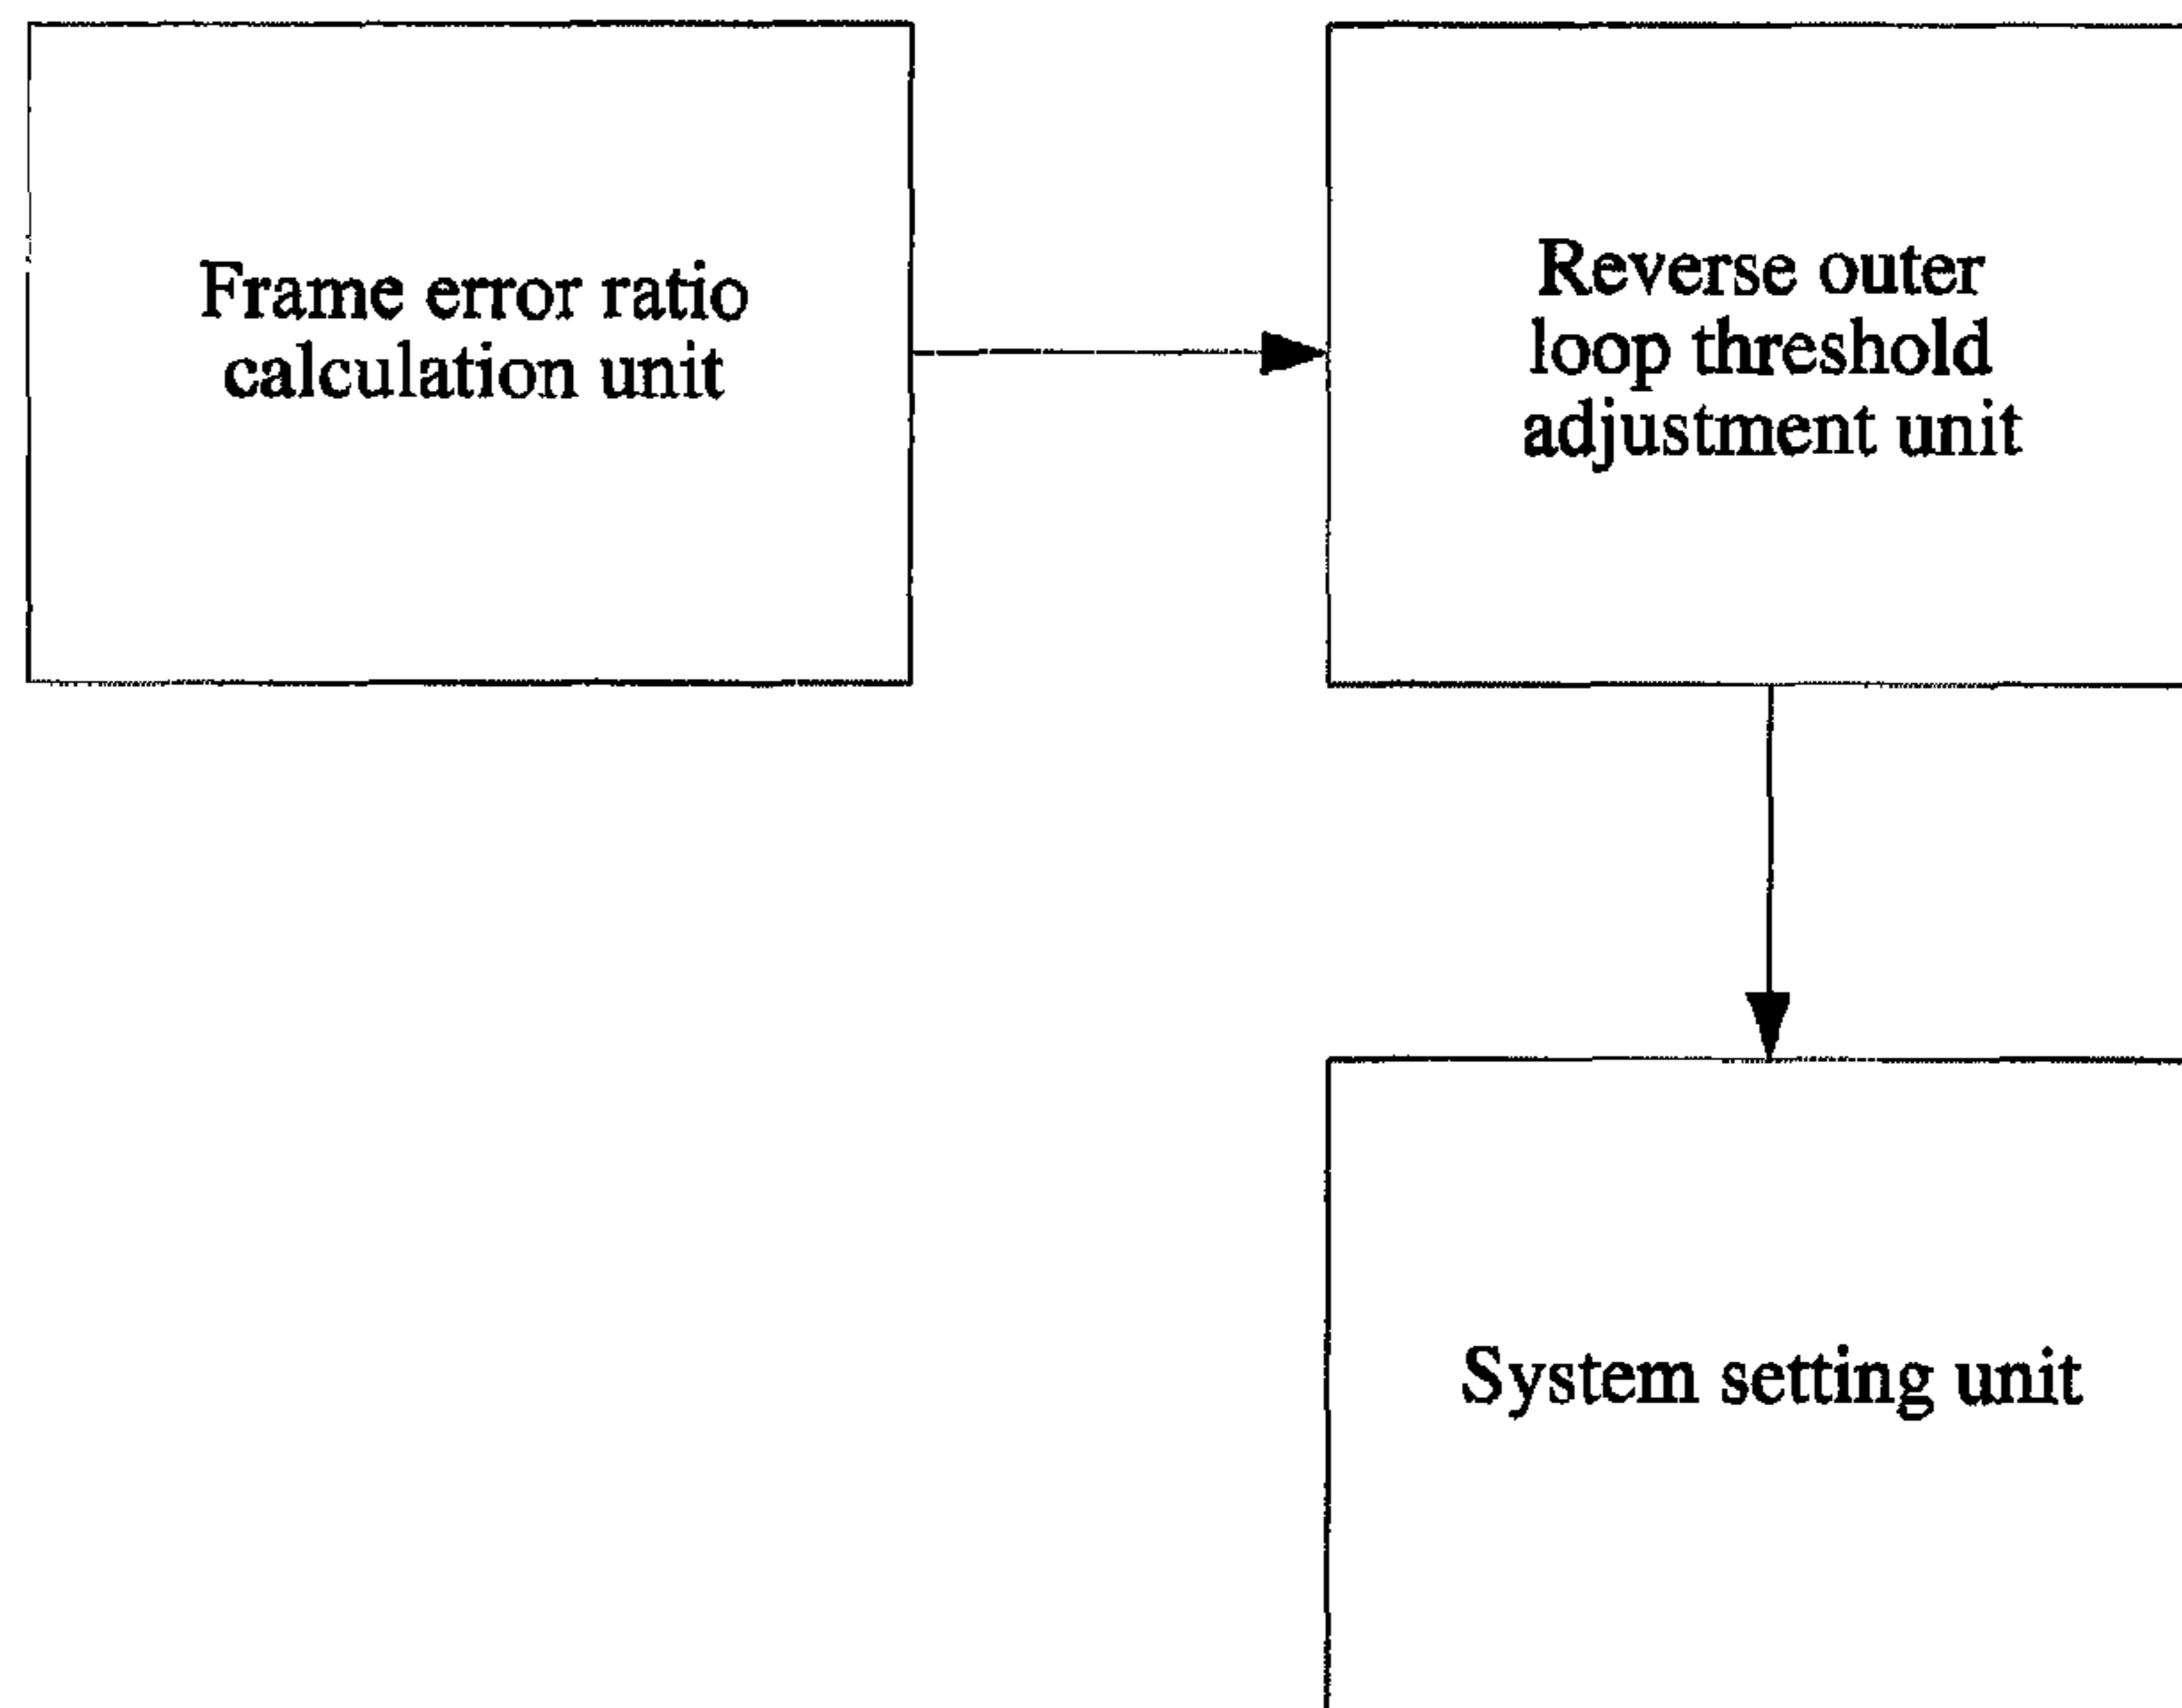 Frame error ratio
calculation unit
Reverse outer
loop threshold
adjustment unit
System setting unit